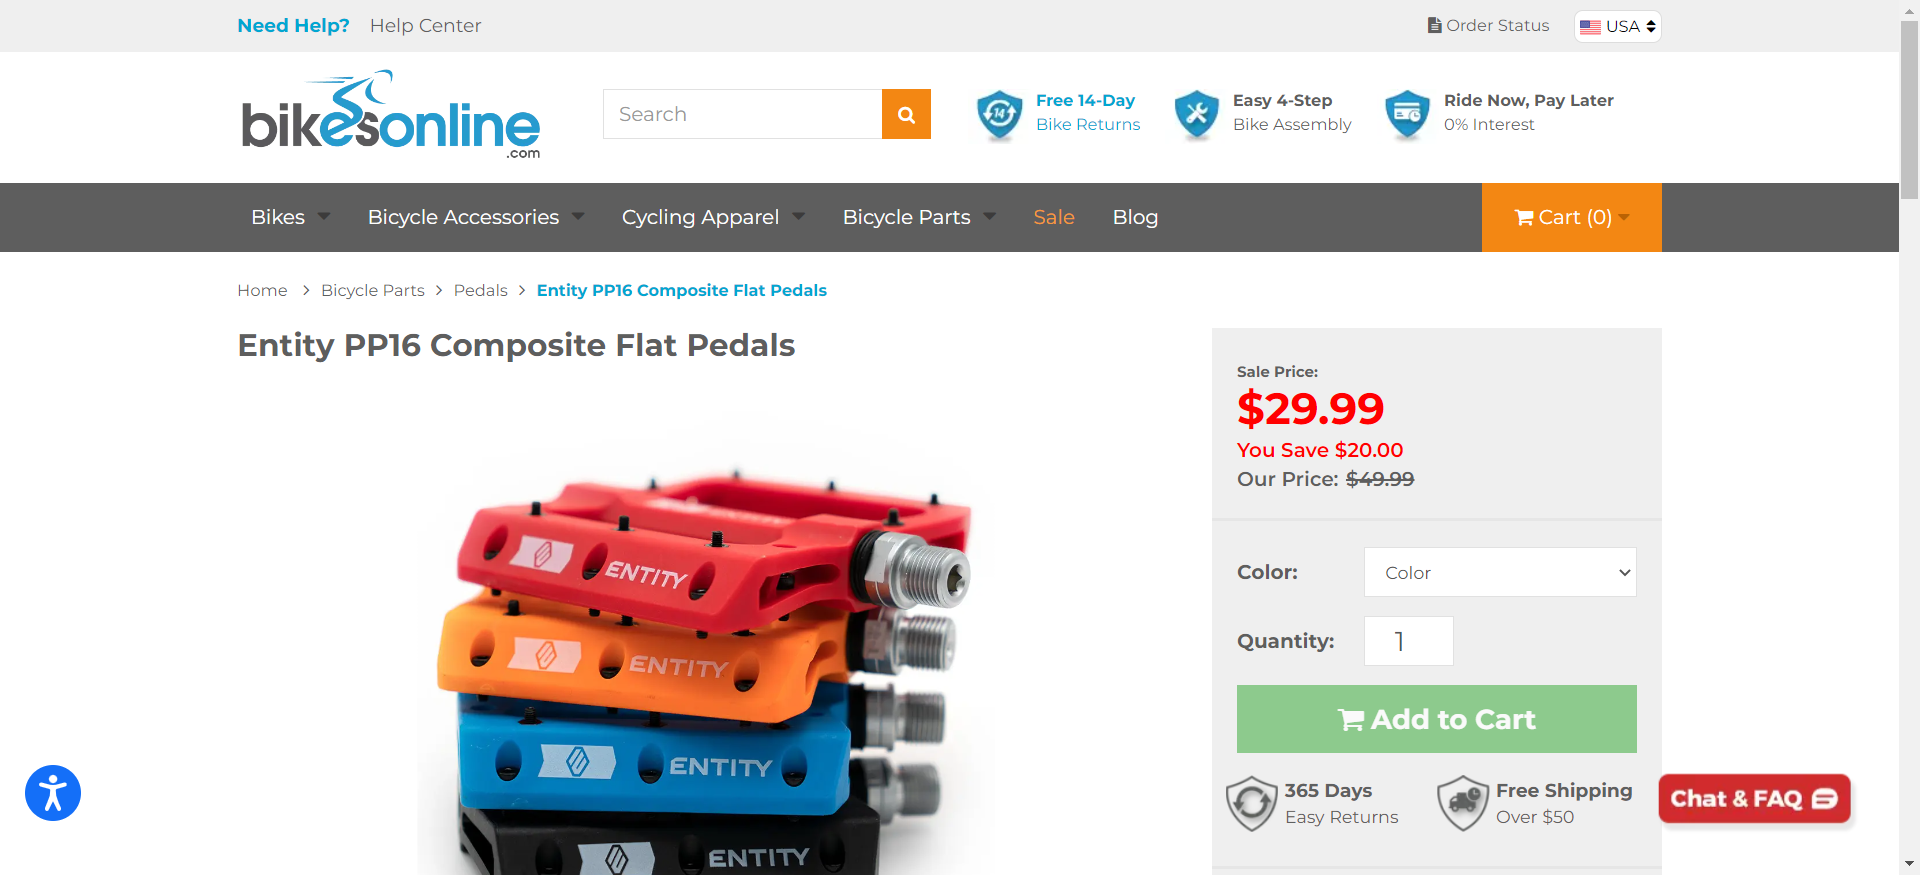 Need Help? Help Center
Order Status
USA
bikesonline
.com
Search
14
Free 14-Day
Bike Returns
Easy 4-Step
Bike Assembly
Ride Now, Pay Later
0% Interest
Bikes Bicycle Accessories Cycling Apparel Bicycle Parts Sale Blog
Cart (0)
Home > Bicycle Parts > Pedals > Entity PP16 Composite Flat Pedals
Entity PP16 Composite Flat Pedals
ENTITY
ENTITY
ENTITY
ENTITY
Sale Price:
$29.99
You Save $20.00
Our Price: $49.99
Color: Color
Quantity: 1
Add to Cart
365 Days
Easy Returns
Free Shipping
Over $50
Chat & FAQ